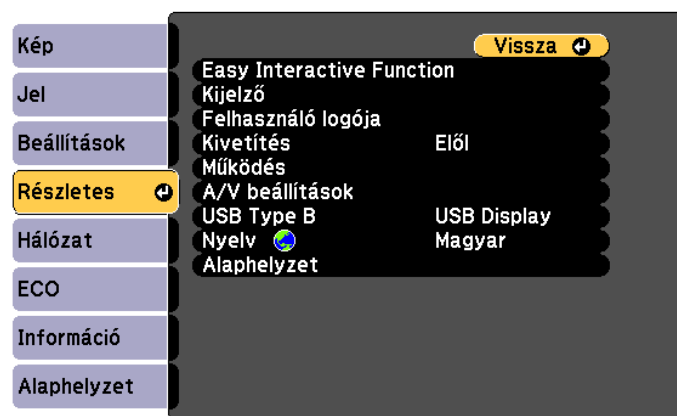 Kép
Jel
Beállítások
Részletes
Hálózat
ECO
Információ
Alaphelyzet
Vissza
Easy Interactive Function
Kijelző
Felhasználó logója
Kivetítés Elől
Működés
A/V beállítások
USB Type B USB Display
Nyelv Magyar
Alaphelyzet